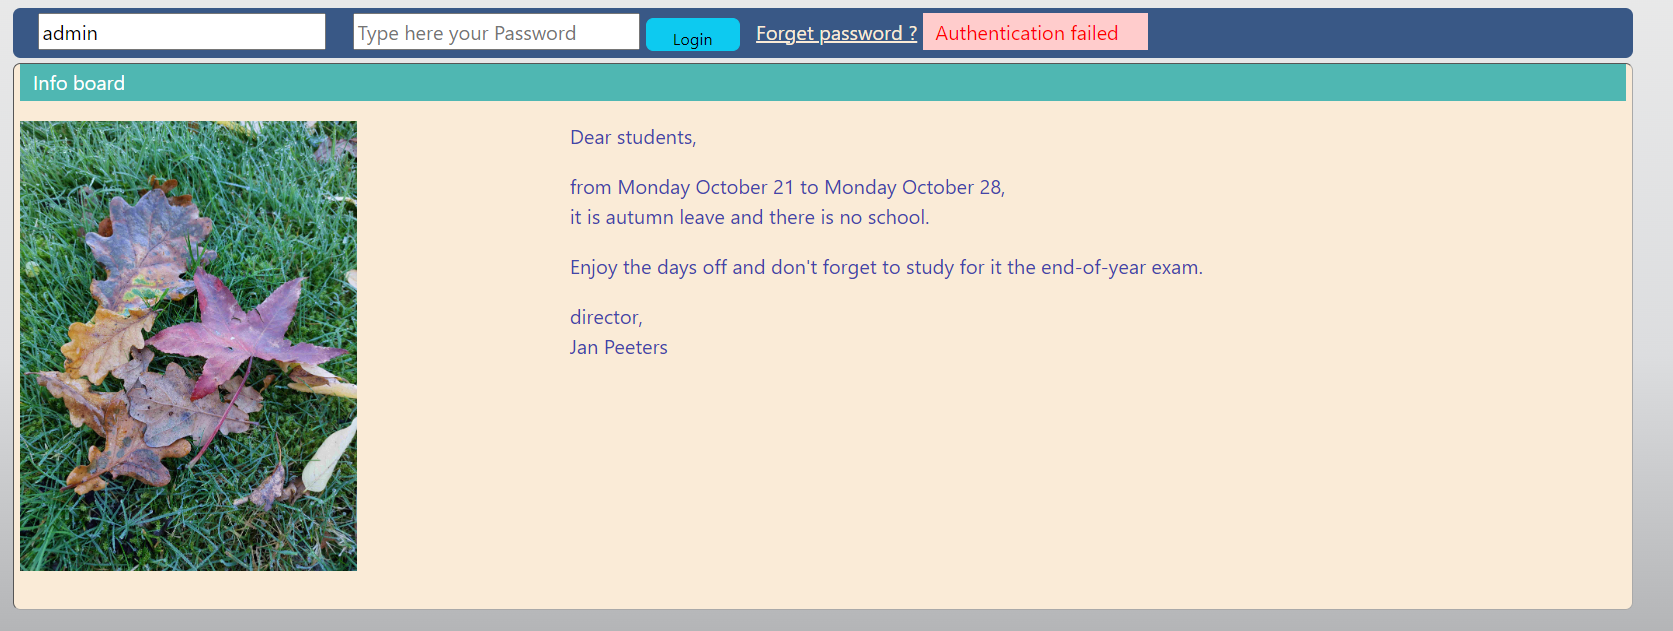 admin
Type here your Password
Login
Forget password ?
Authentication failed
Info board
Dear students,
from Monday October 21 to Monday October 28,
it is autumn leave and there is no school.
Enjoy the days off and don't forget to study for it the end-of-year exam.
director,
Jan Peeters